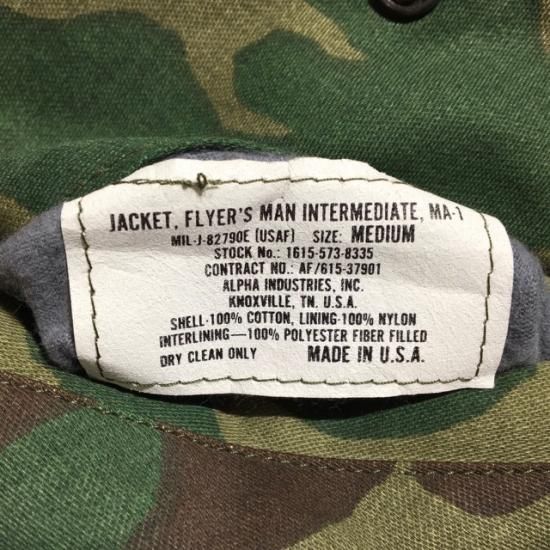 JACKET, FLYER'S MAN INTERMEDIATE, MA-1
MIL-J-82790E (USAF) SIZE: MEDIUM
STOCK No.: 1615-573-8335
CONTRACT NO.: AF/615-37901
ALPHA INDUSTRIES, INC.
KNOXVILLE, TN. U.S.A.
SHELL-100% COTTON, LINING-100% NYLON
INTERLINING—100% POLYESTER FIBER FILLED
DRY CLEAN ONLY MADE IN U.S.A.